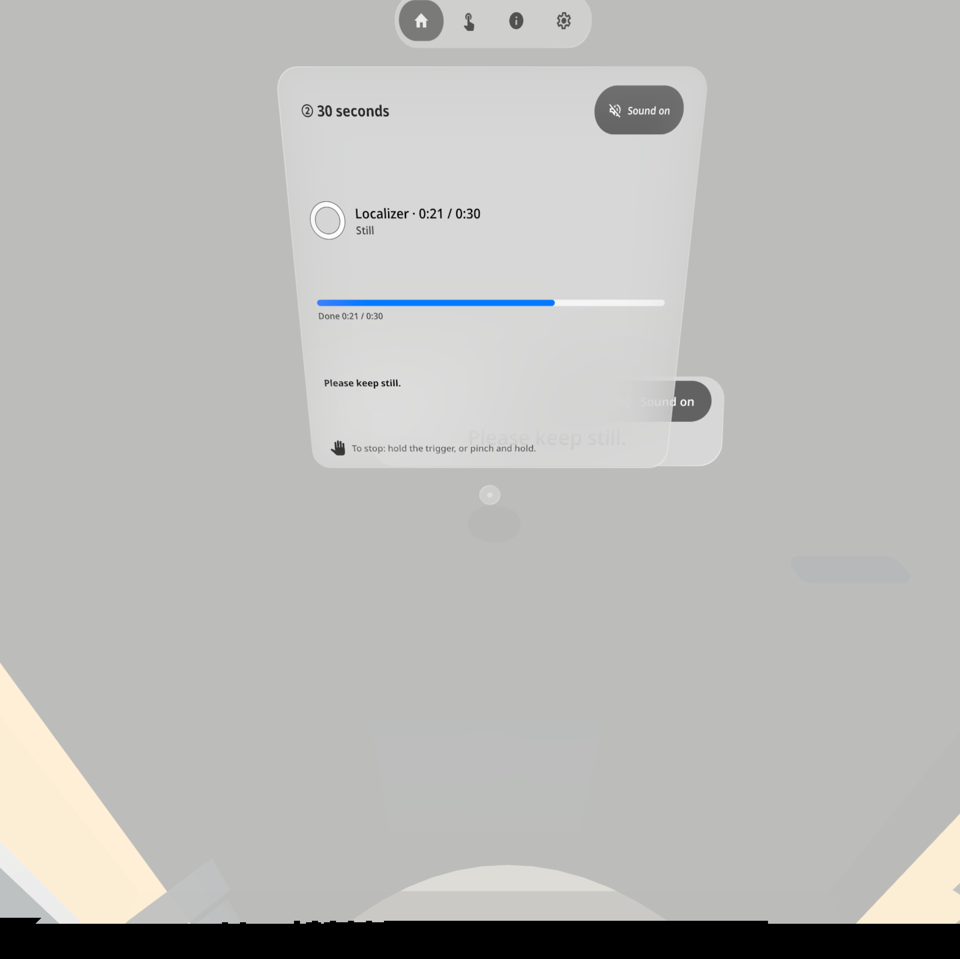 ② 30 seconds
Sound on
Localizer · 0:21 / 0:30
Still
Done 0:21 / 0:30
Please keep still.
Sound on
Please keep still.
To stop: hold the trigger, or pinch and hold.